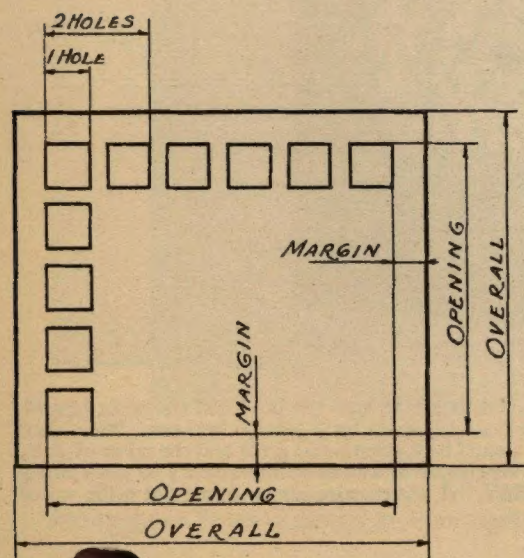 2 HOLES
1 HOLE
MARGIN
OPENING
OVERALL
MARGIN
OPENING
OVERALL